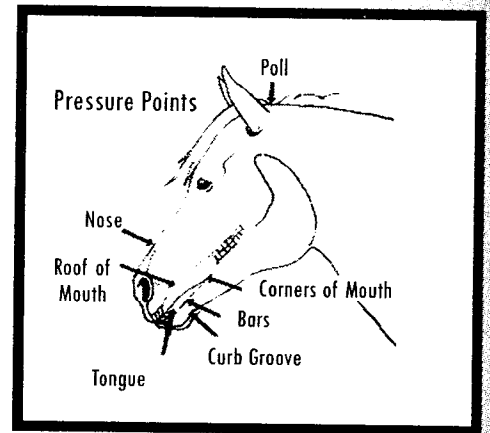 Poll
Pressure Points
Nose
Roof of
Mouth
Corners of Mouth
Bars
Curb Groove
Tongue